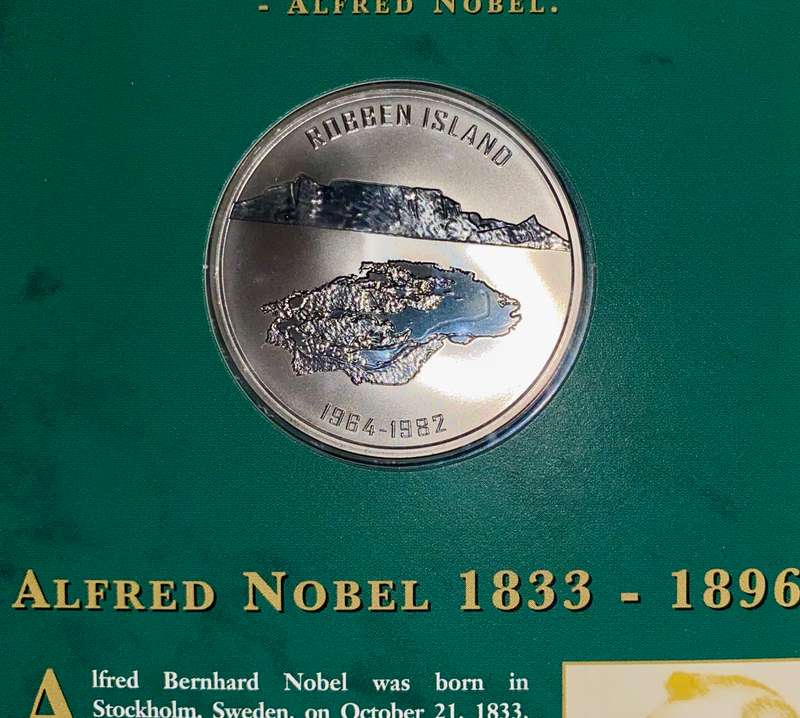 - ALFRED NOBEL.
ROBBEN ISLAND
1964-1982
ALFRED NOBEL 1833 - 1896
Alfred Bernhard Nobel was born in
Stockholm, Sweden, on October 21, 1833,